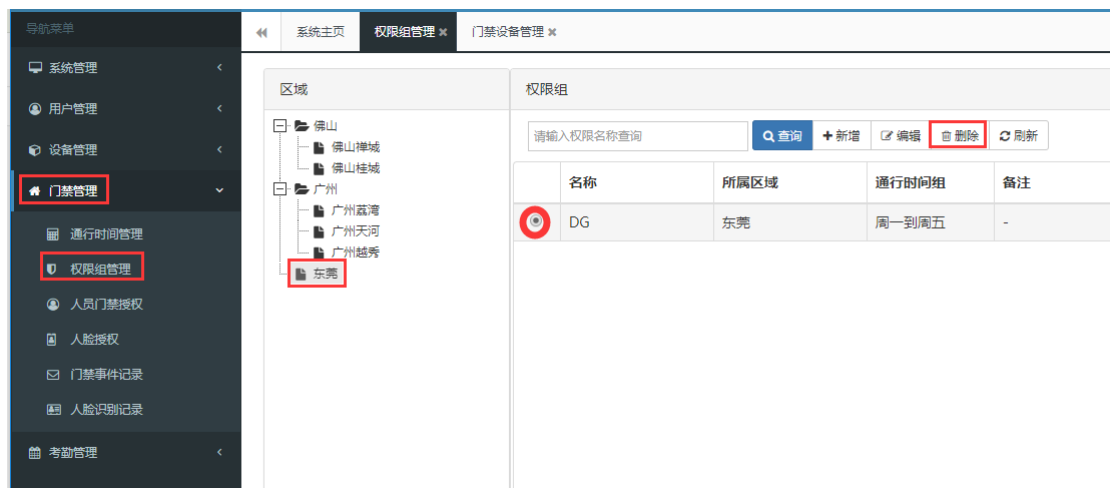 导航菜单
系统管理
用户管理
设备管理
门禁管理
通行时间管理
权限组管理
人员门禁授权
人脸授权
门禁事件记录
人脸识别记录
考勤管理
系统主页 权限组管理 门禁设备管理
区域
佛山
佛山禅城
佛山桂城
广州
广州荔湾
广州天河
广州越秀
东莞
权限组
请输入权限名称查询 查询 新增 编辑 删除 刷新
名称 所属区域 通行时间组 备注
DG 东莞 周一到周五 -